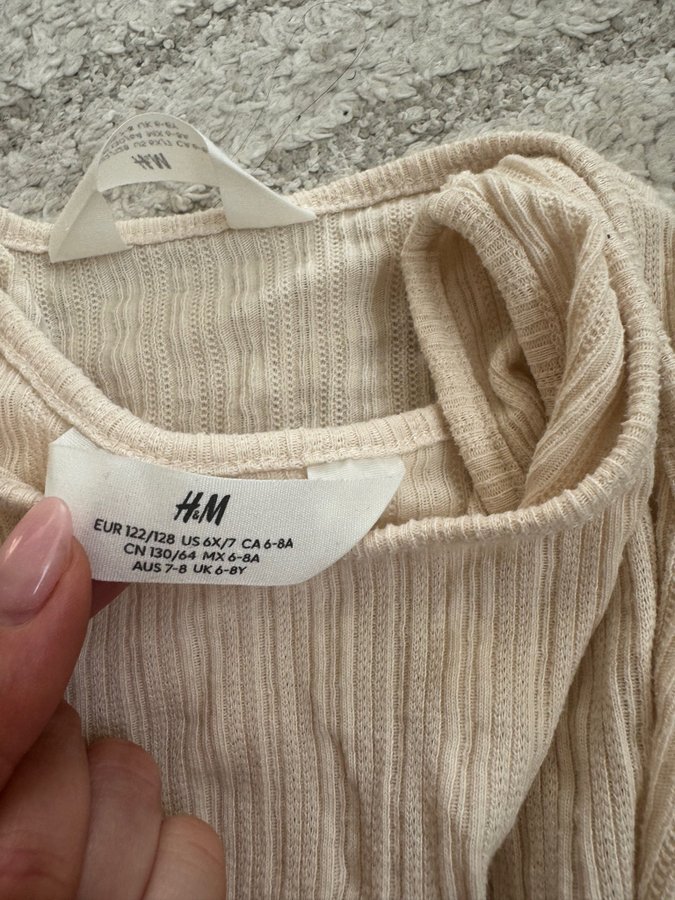 H&M
EUR 122/128 US 6X/7 CA 6-8A
CN 130/64 MX 6-8A
AUS 7-8 UK 6-8Y
H&M